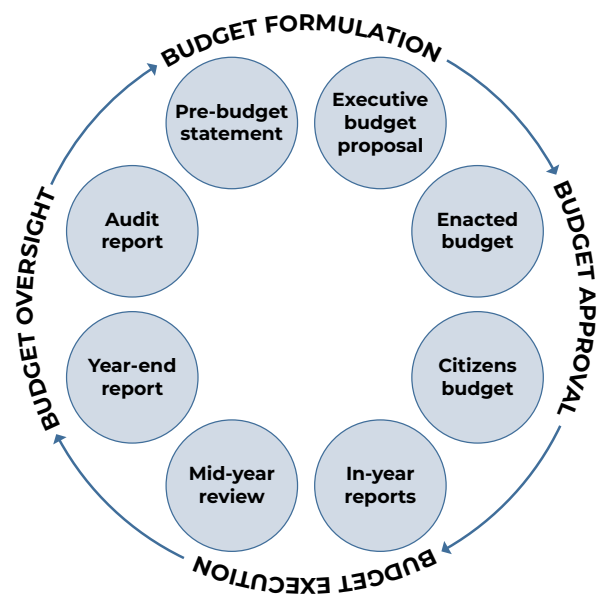 BUDGET FORMULATION
Pre-budget
statement
Executive
budget
proposal
BUDGET APPROVAL
Enacted
budget
Citizens
budget
BUDGET EXECUTION
In-year
reports
Mid-year
review
BUDGET OVERSIGHT
Year-end
report
Audit
report